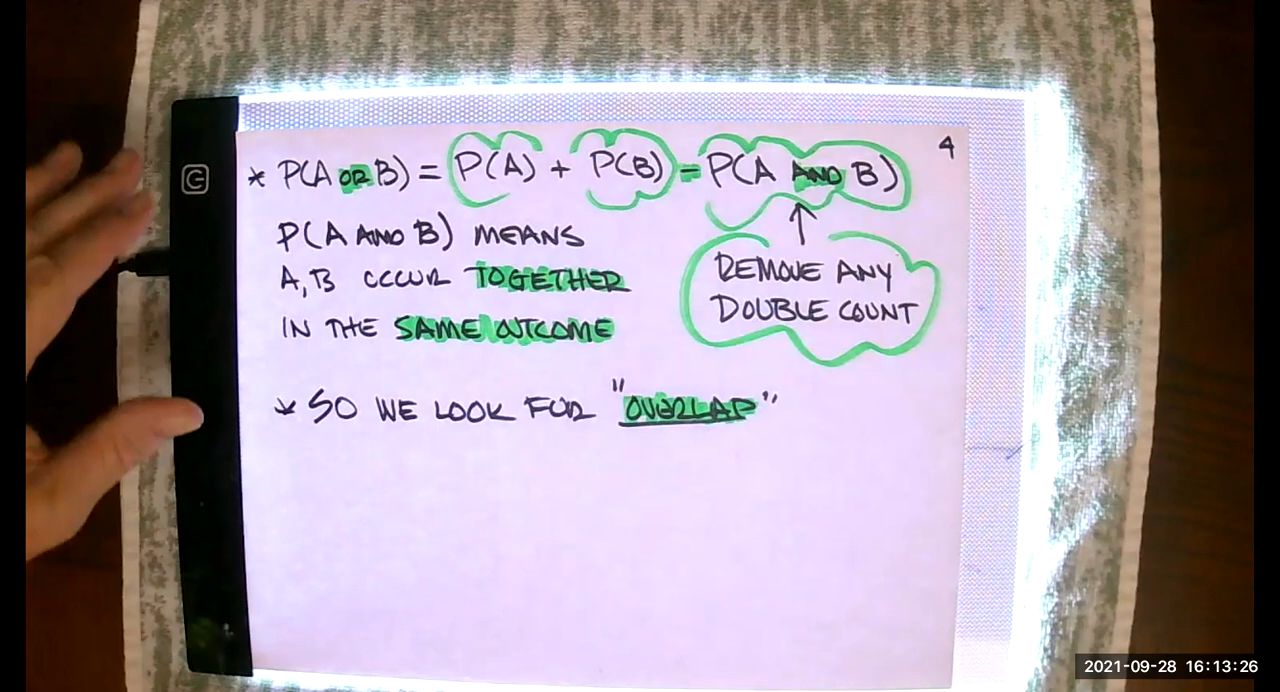 4
* P(A OR B) = P(A) + P(B) = P(A AND B)
P(A AND B) MEANS
A, B OCCUR TOGETHER
IN THE SAME OUTCOME
REMOVE ANY
DOUBLE COUNT
* SO WE LOOK FOR "OVERLAP"
2021-09-28 16:13:26